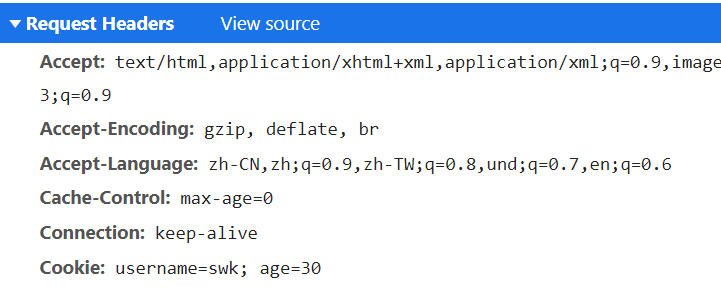 Request Headers View source
Accept: text/html,application/xhtml+xml,application/xml;q=0.9,image
3;q=0.9
Accept-Encoding: gzip, deflate, br
Accept-Language: zh-CN,zh;q=0.9,zh-TW;q=0.8,und;q=0.7,en;q=0.6
Cache-Control: max-age=0
Connection: keep-alive
Cookie: username=swk; age=30